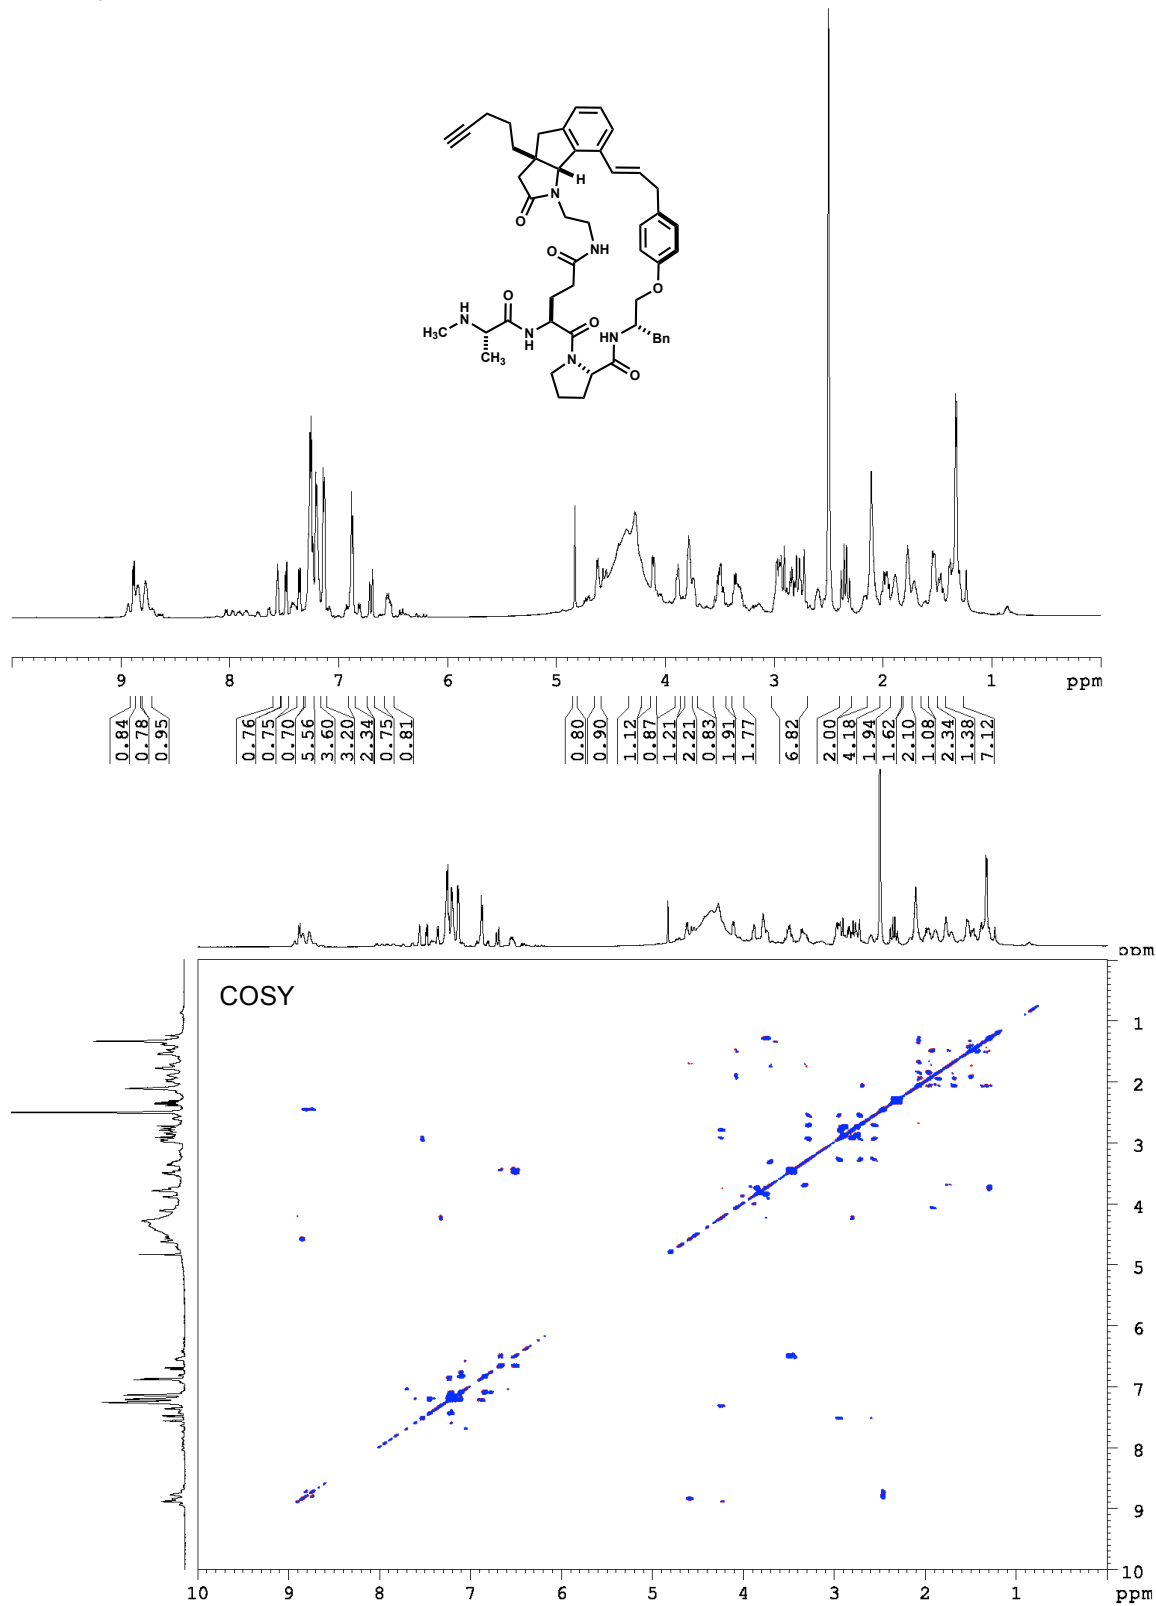 H
N
O
NH
O
O
H
N
H₃C
O
N
H
CH₃
O
N
HN
O
O
Bn
9 8 7 6 5 4 3 2 1 ppm
0.84 0.78 0.95 0.76 0.75 0.70 5.56 3.60 3.20 2.34 0.75 0.81 0.80 0.90 1.12 0.87 1.21 2.21 0.83 1.91 1.77 6.82 2.00 4.18 1.94 1.62 2.10 1.08 2.34 1.38 7.12
ppm
COSY
1
2
3
4
5
6
7
8
9
10
10 9 8 7 6 5 4 3 2 1 ppm